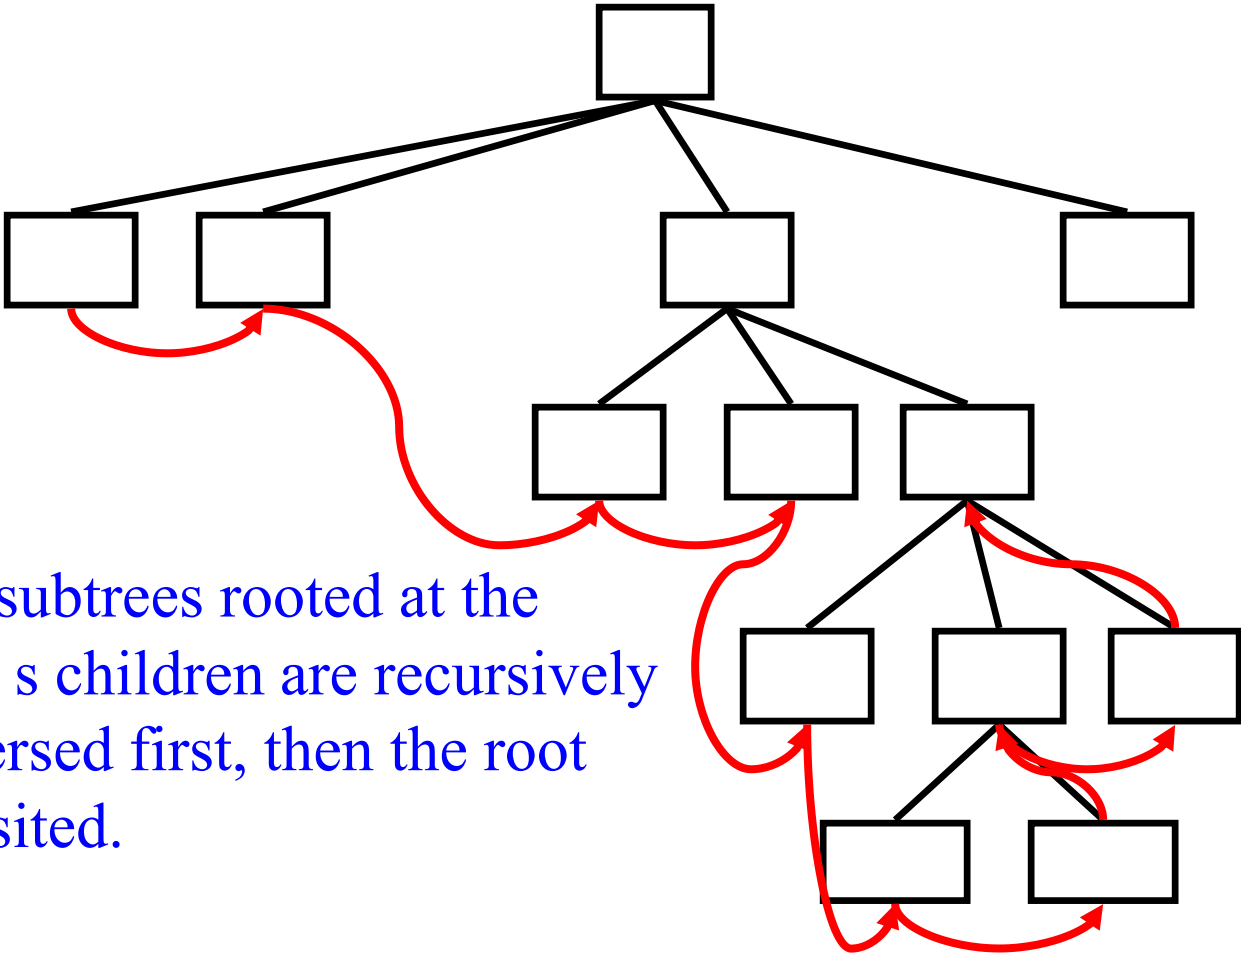 subtrees rooted at the
s children are recursively
ersed first, then the root
sited.